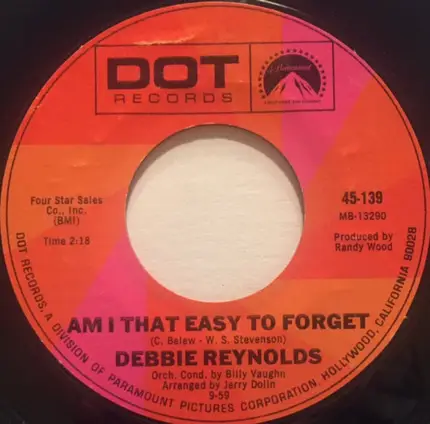 DOT
RECORDS
Paramount
Four Star Sales
Co., Inc.
(BMI)
Time 2:18
45-139
MB-13290
Produced by
Randy Wood
AM I THAT EASY TO FORGET
(C. Belew - W. S. Stevenson)
DEBBIE REYNOLDS
Orch. Cond. by Billy Vaughn
Arranged by Jerry Dolin
9-59
DOT RECORDS, A DIVISION OF PARAMOUNT PICTURES CORPORATION, HOLLYWOOD, CALIFORNIA 90028